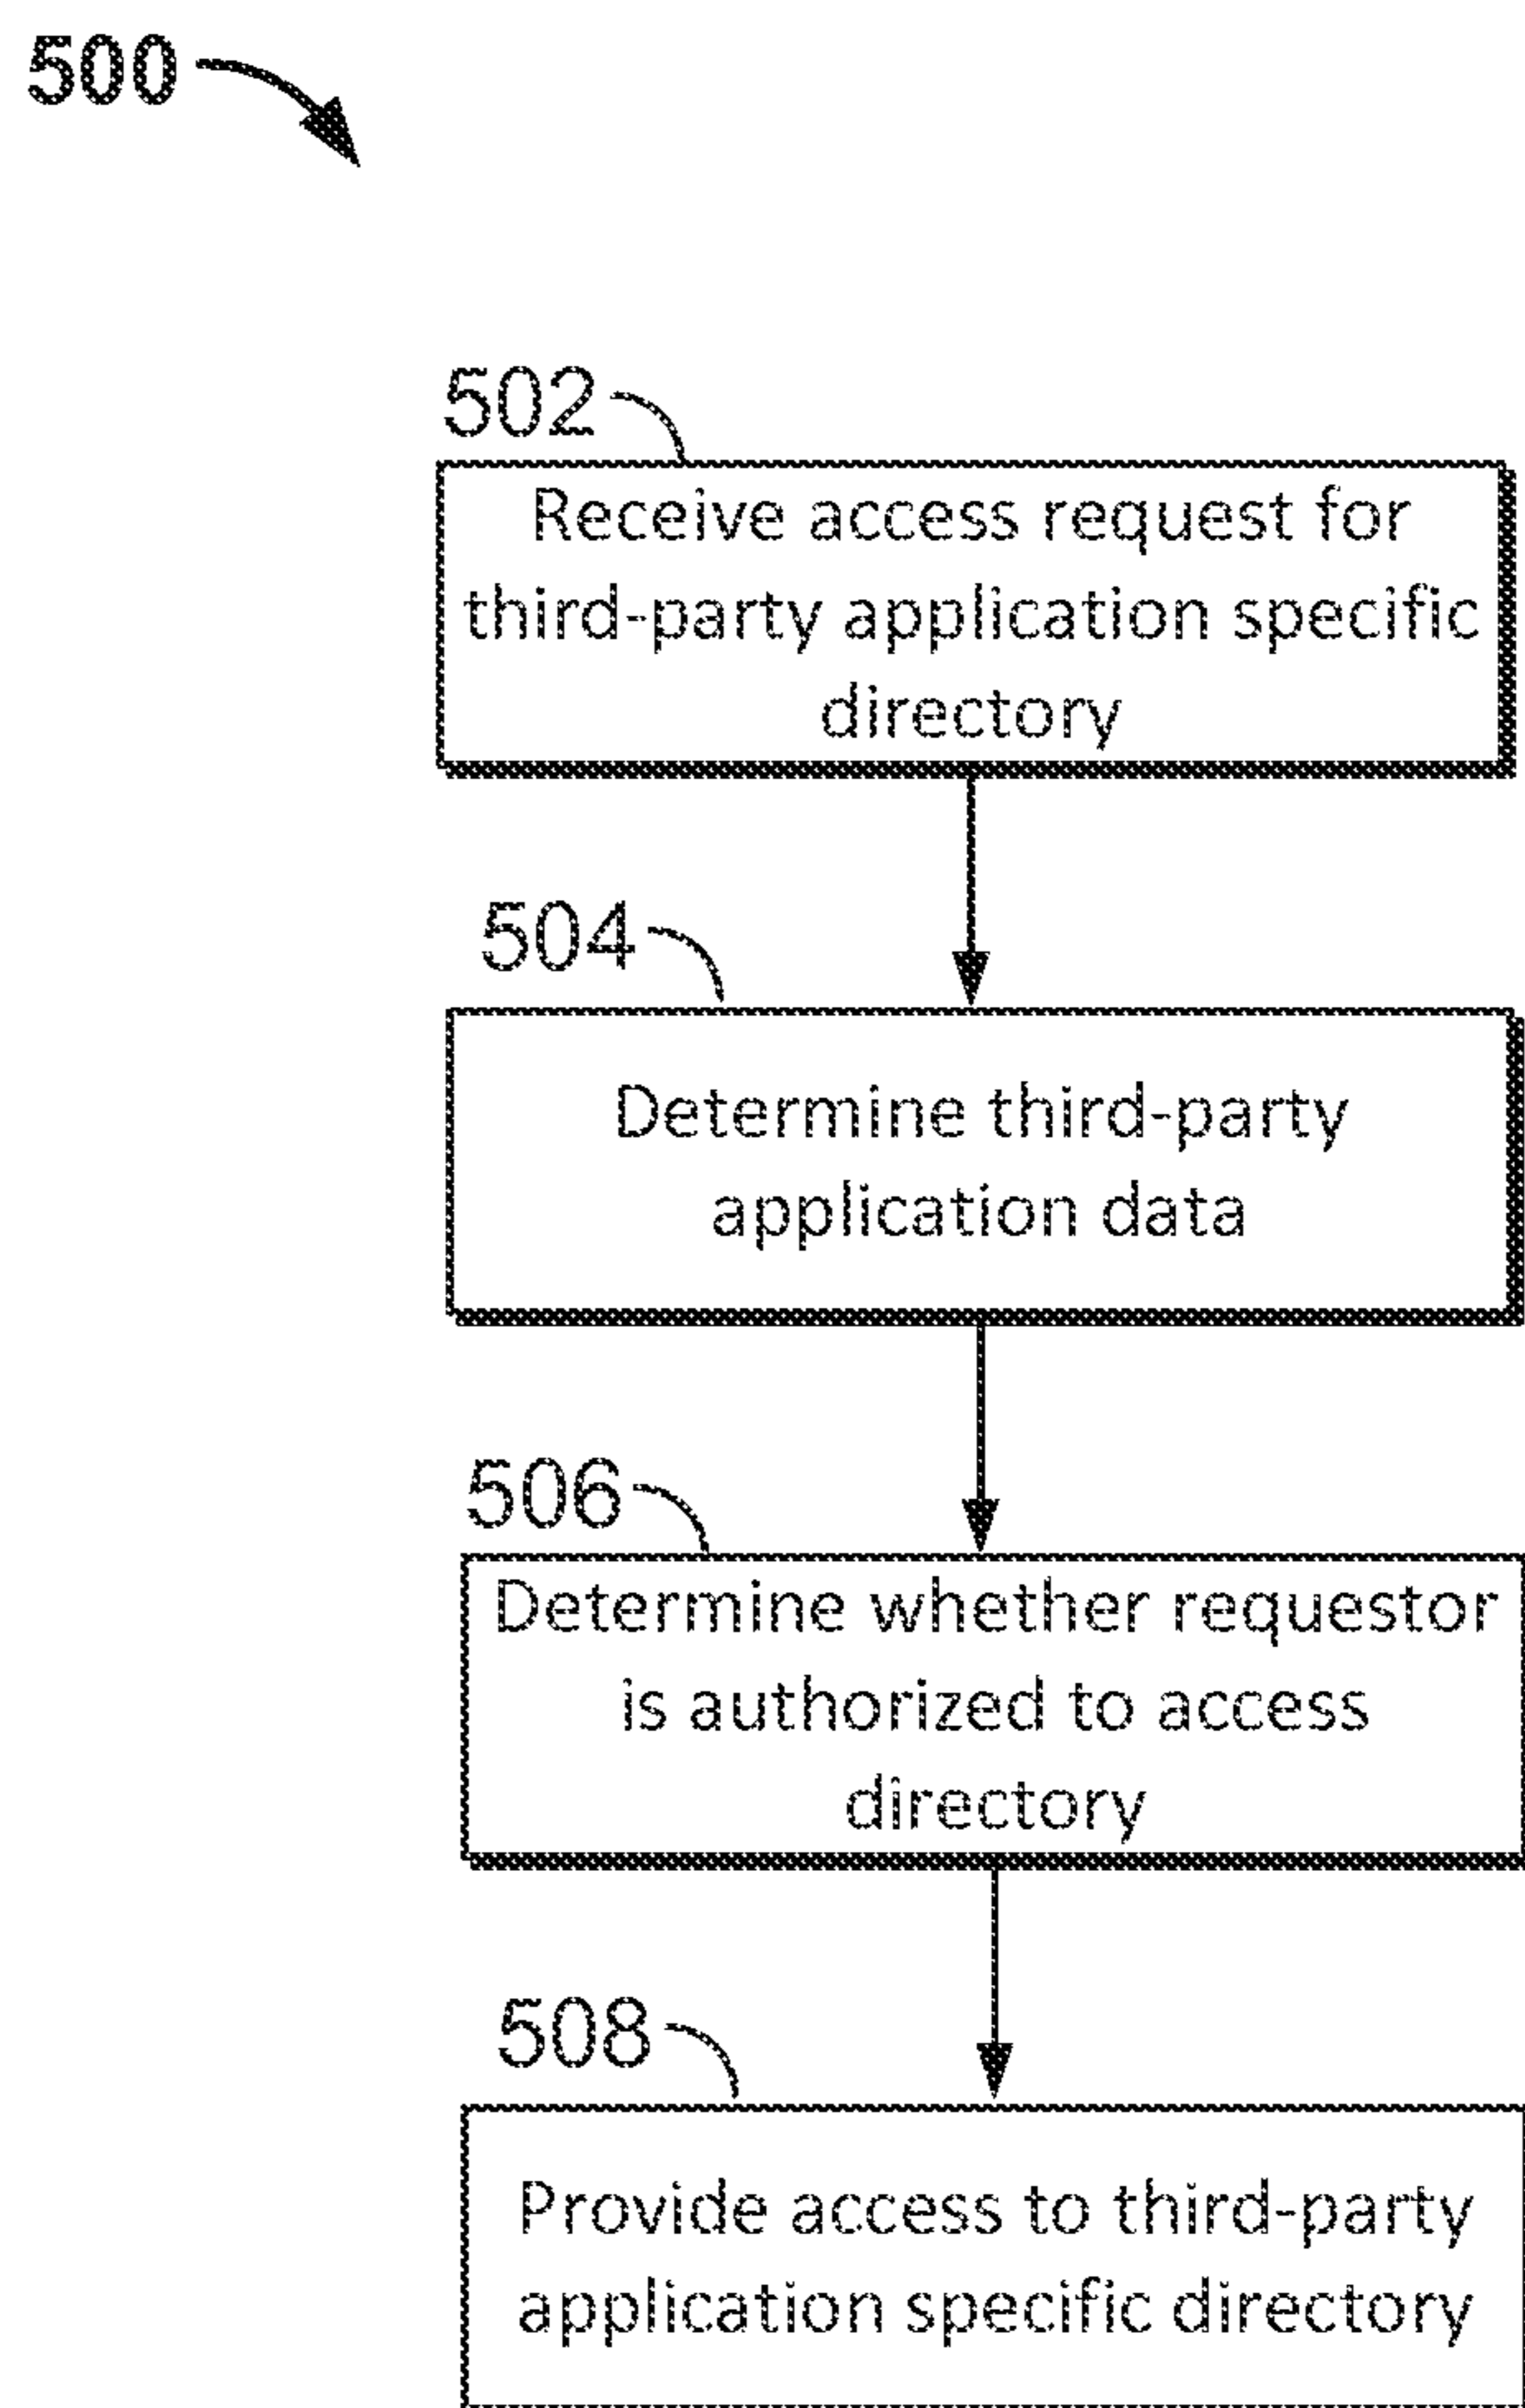 500
502
Receive access request for
third-party application specific
directory
504
Determine third-party
application data
506
Determine whether requestor
is authorized to access
directory
508
Provide access to third-party
application specific directory